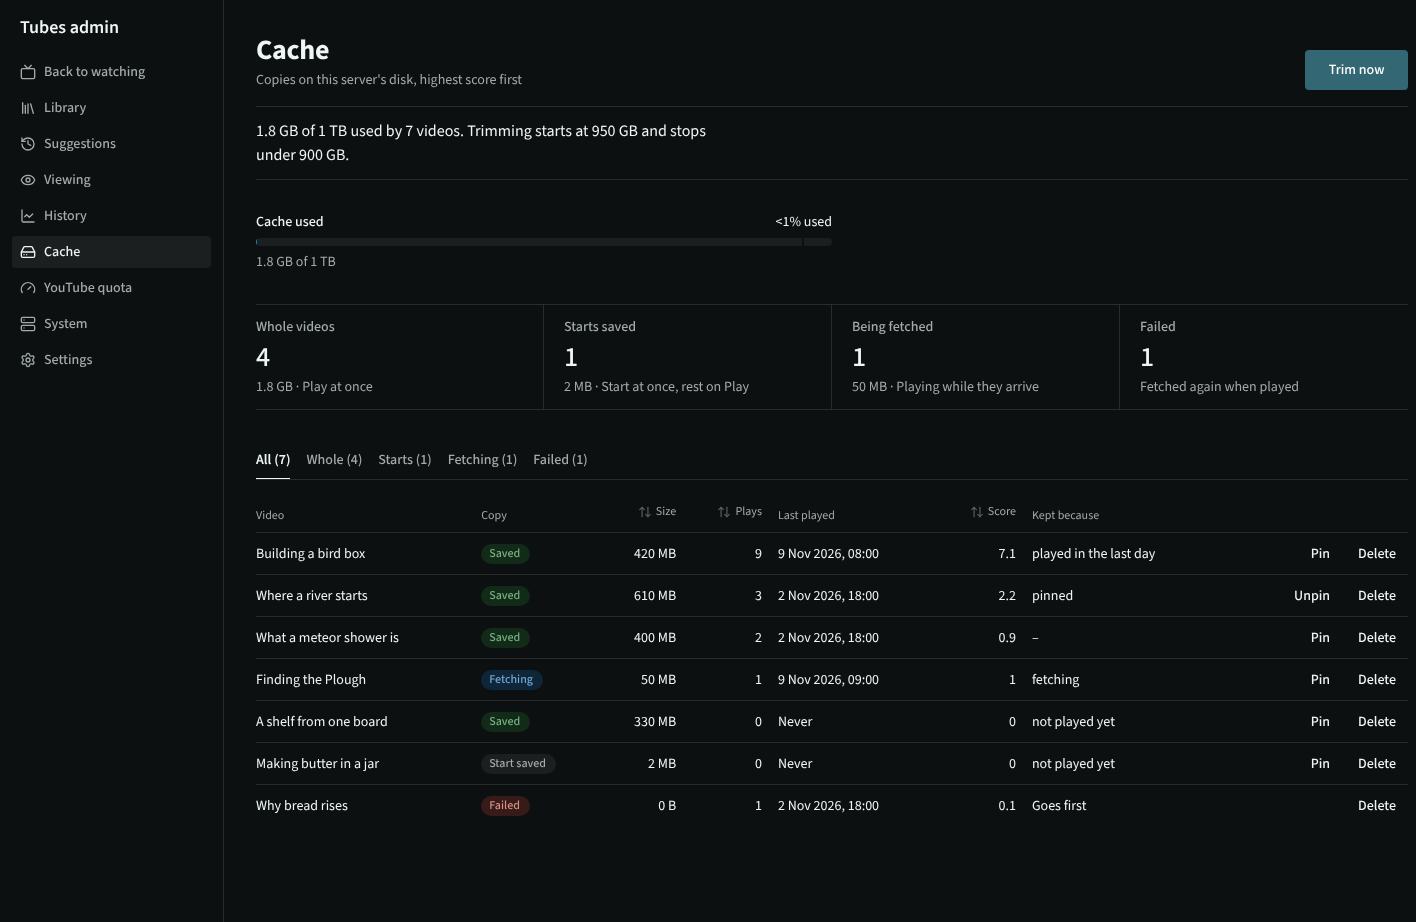 Tubes admin
Back to watching
Library
Suggestions
Viewing
History
Cache
YouTube quota
System
Settings
Cache
Copies on this server's disk, highest score first
Trim now
1.8 GB of 1 TB used by 7 videos. Trimming starts at 950 GB and stops
under 900 GB.
Cache used <1% used
1.8 GB of 1 TB
Whole videos
4
1.8 GB · Play at once
Starts saved
1
2 MB · Start at once, rest on Play
Being fetched
1
50 MB · Playing while they arrive
Failed
1
Fetched again when played
All (7) Whole (4) Starts (1) Fetching (1) Failed (1)
Video Copy Size Plays Last played Score Kept because
Building a bird box Saved 420 MB 9 9 Nov 2026, 08:00 7.1 played in the last day Pin Delete
Where a river starts Saved 610 MB 3 2 Nov 2026, 18:00 2.2 pinned Unpin Delete
What a meteor shower is Saved 400 MB 2 2 Nov 2026, 18:00 0.9 – Pin Delete
Finding the Plough Fetching 50 MB 1 9 Nov 2026, 09:00 1 fetching Pin Delete
A shelf from one board Saved 330 MB 0 Never 0 not played yet Pin Delete
Making butter in a jar Start saved 2 MB 0 Never 0 not played yet Pin Delete
Why bread rises Failed 0 B 1 2 Nov 2026, 18:00 0.1 Goes first Delete